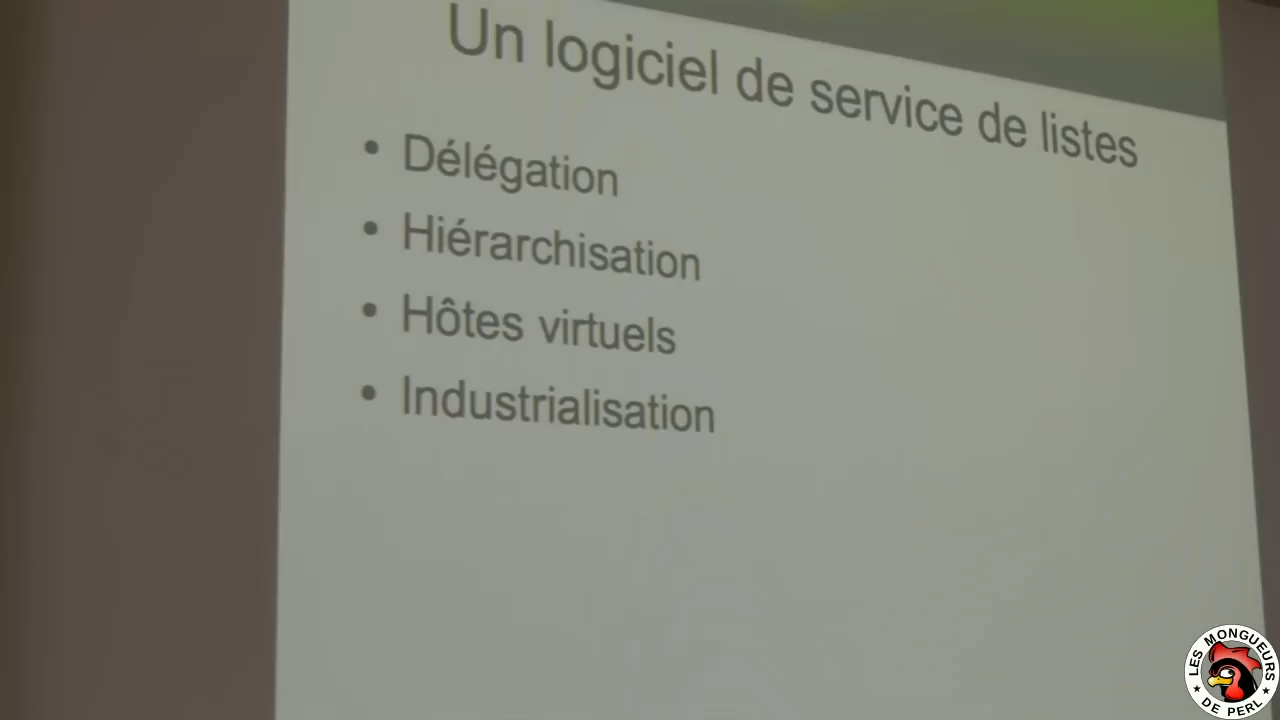 Un logiciel de service de listes
• Délégation
• Hiérarchisation
• Hôtes virtuels
• Industrialisation
LES MONGUEURS
★ DE PERL ★